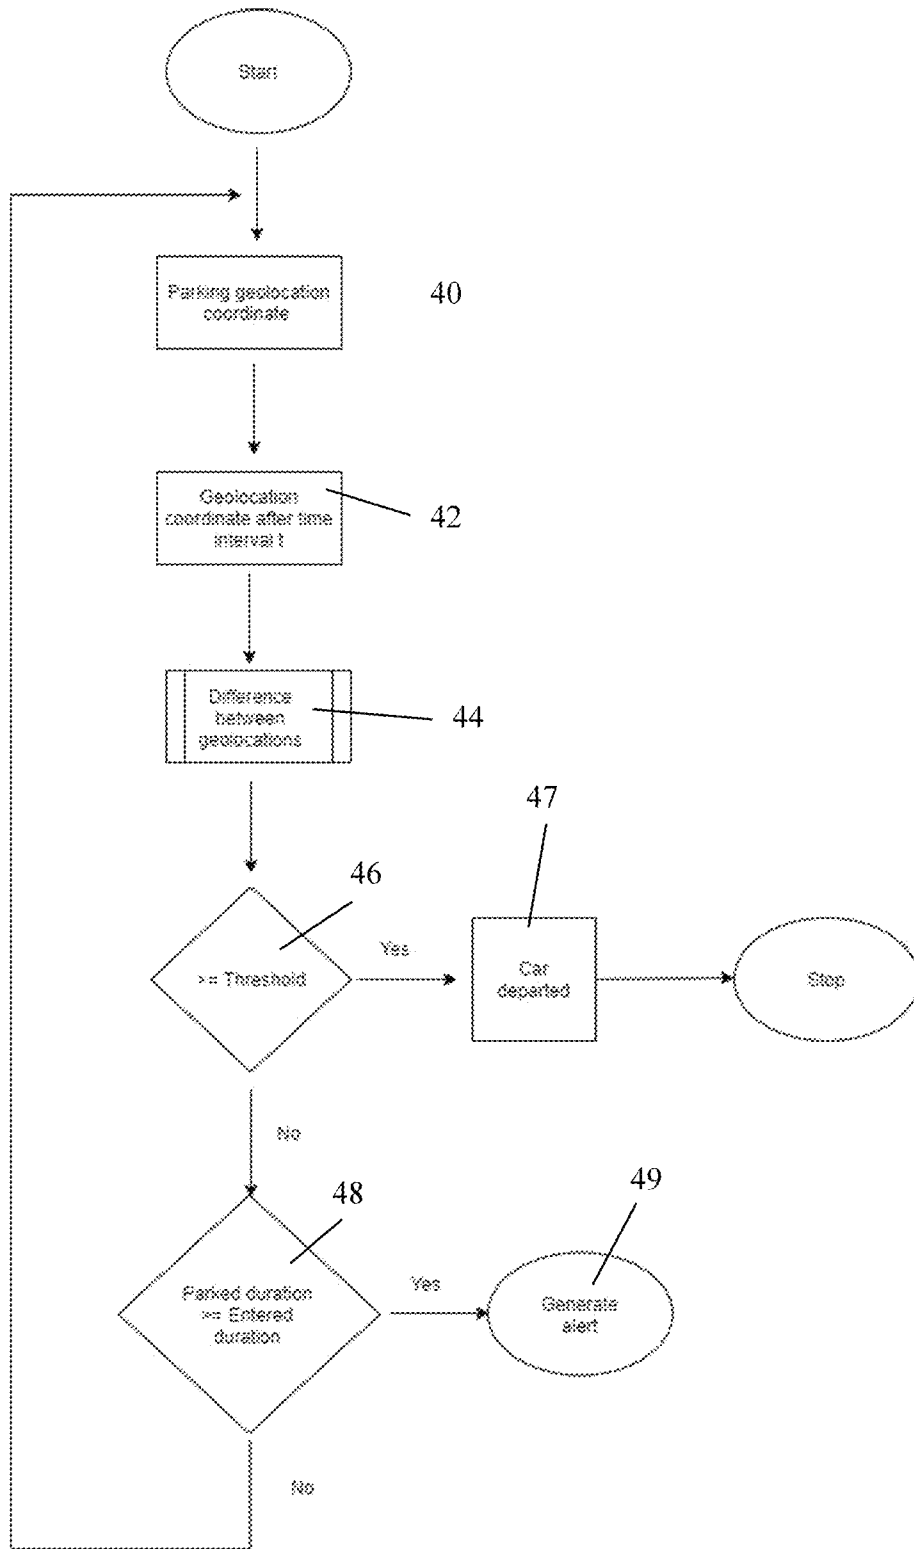 Start
Parking geolocation
coordinate
40
Geolocation
coordinate after time
interval t
42
Difference
between
geolocations
44
47
46
>= Threshold
Yes
Car
departed
Stop
No
48
49
Parked duration
>= Entered
duration
Yes
Generate
alert
No